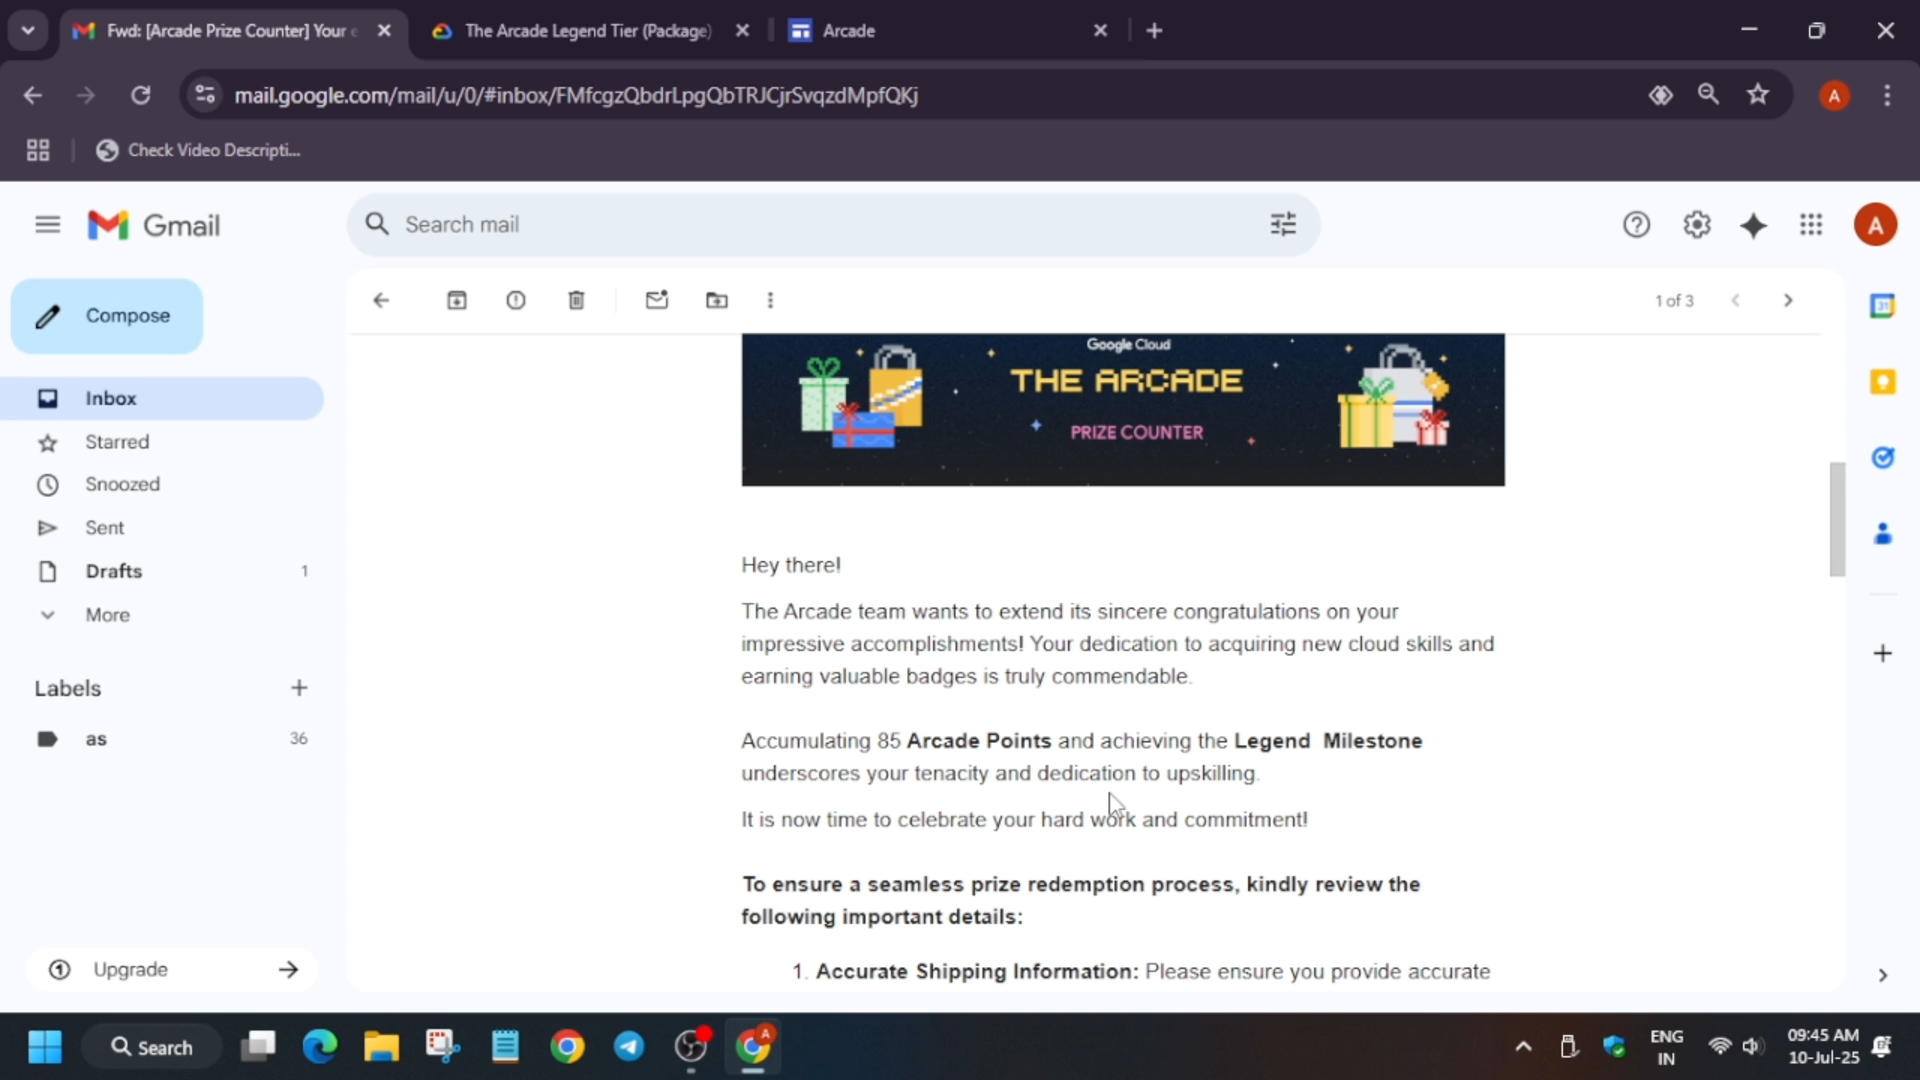 Fwd: [Arcade Prize Counter] Your e
The Arcade Legend Tier (Package)
Arcade
mail.google.com/mail/u/0/#inbox/FMfcgzQbdrLpgQbTRJCjrSvqzdMpfQKj
A
Check Video Descripti...
Gmail
Search mail
A
Compose
1 of 3
Inbox
Starred
Snoozed
Sent
Drafts 1
More
Labels
as 36
Upgrade
31
Google Cloud
THE ARCADE
PRIZE COUNTER
Hey there!
The Arcade team wants to extend its sincere congratulations on your
impressive accomplishments! Your dedication to acquiring new cloud skills and
earning valuable badges is truly commendable.
Accumulating 85 Arcade Points and achieving the Legend Milestone
underscores your tenacity and dedication to upskilling.
It is now time to celebrate your hard work and commitment!
To ensure a seamless prize redemption process, kindly review the
following important details:
1. Accurate Shipping Information: Please ensure you provide accurate
Search
A
ENG
IN
09:45 AM
10-Jul-25